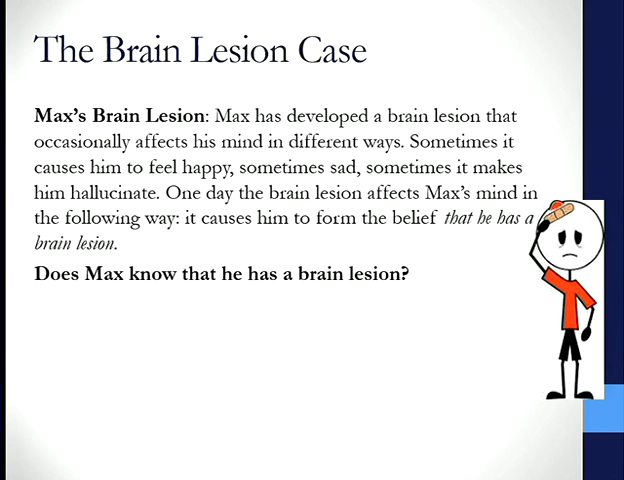 The Brain Lesion Case
Max's Brain Lesion: Max has developed a brain lesion that
occasionally affects his mind in different ways. Sometimes it
causes him to feel happy, sometimes sad, sometimes it makes
him hallucinate. One day the brain lesion affects Max's mind in
the following way: it causes him to form the belief that he has a
brain lesion.
Does Max know that he has a brain lesion?